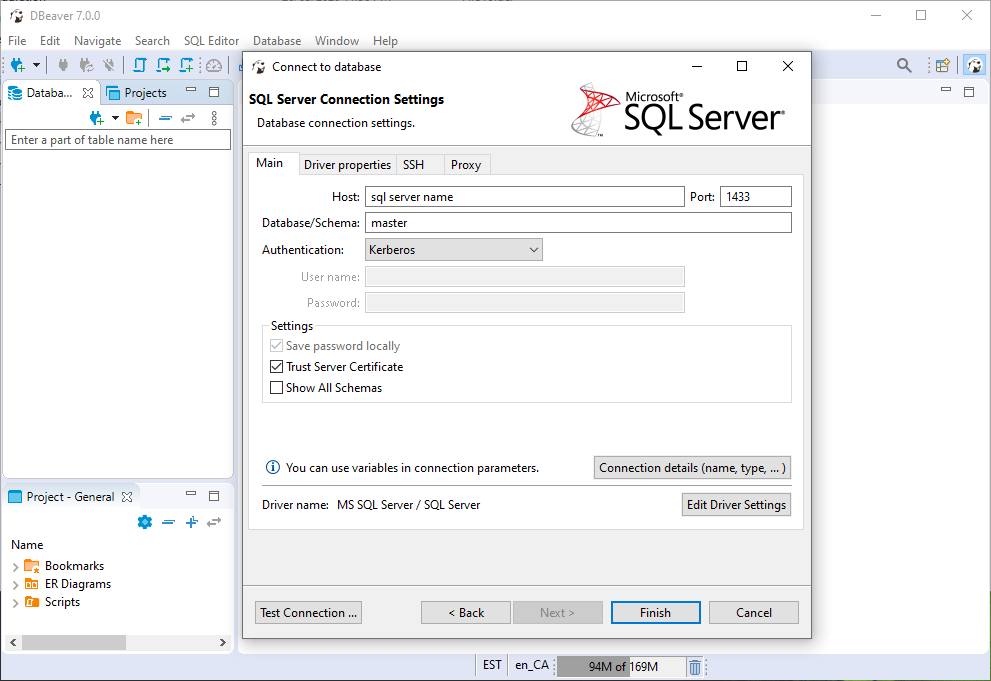 DBeaver 7.0.0
File Edit Navigate Search SQL Editor Database Window Help
Databa... Projects
Enter a part of table name here
Project - General
Name
Bookmarks
ER Diagrams
Scripts
Connect to database
SQL Server Connection Settings
Database connection settings.
Microsoft®
SQL Server®
Main Driver properties SSH Proxy
Host: sql server name Port: 1433
Database/Schema: master
Authentication: Kerberos
User name:
Password:
Settings
Save password locally
Trust Server Certificate
Show All Schemas
You can use variables in connection parameters. Connection details (name, type, ... )
Driver name: MS SQL Server / SQL Server Edit Driver Settings
Test Connection ... < Back Next > Finish Cancel
EST en_CA 94M of 169M